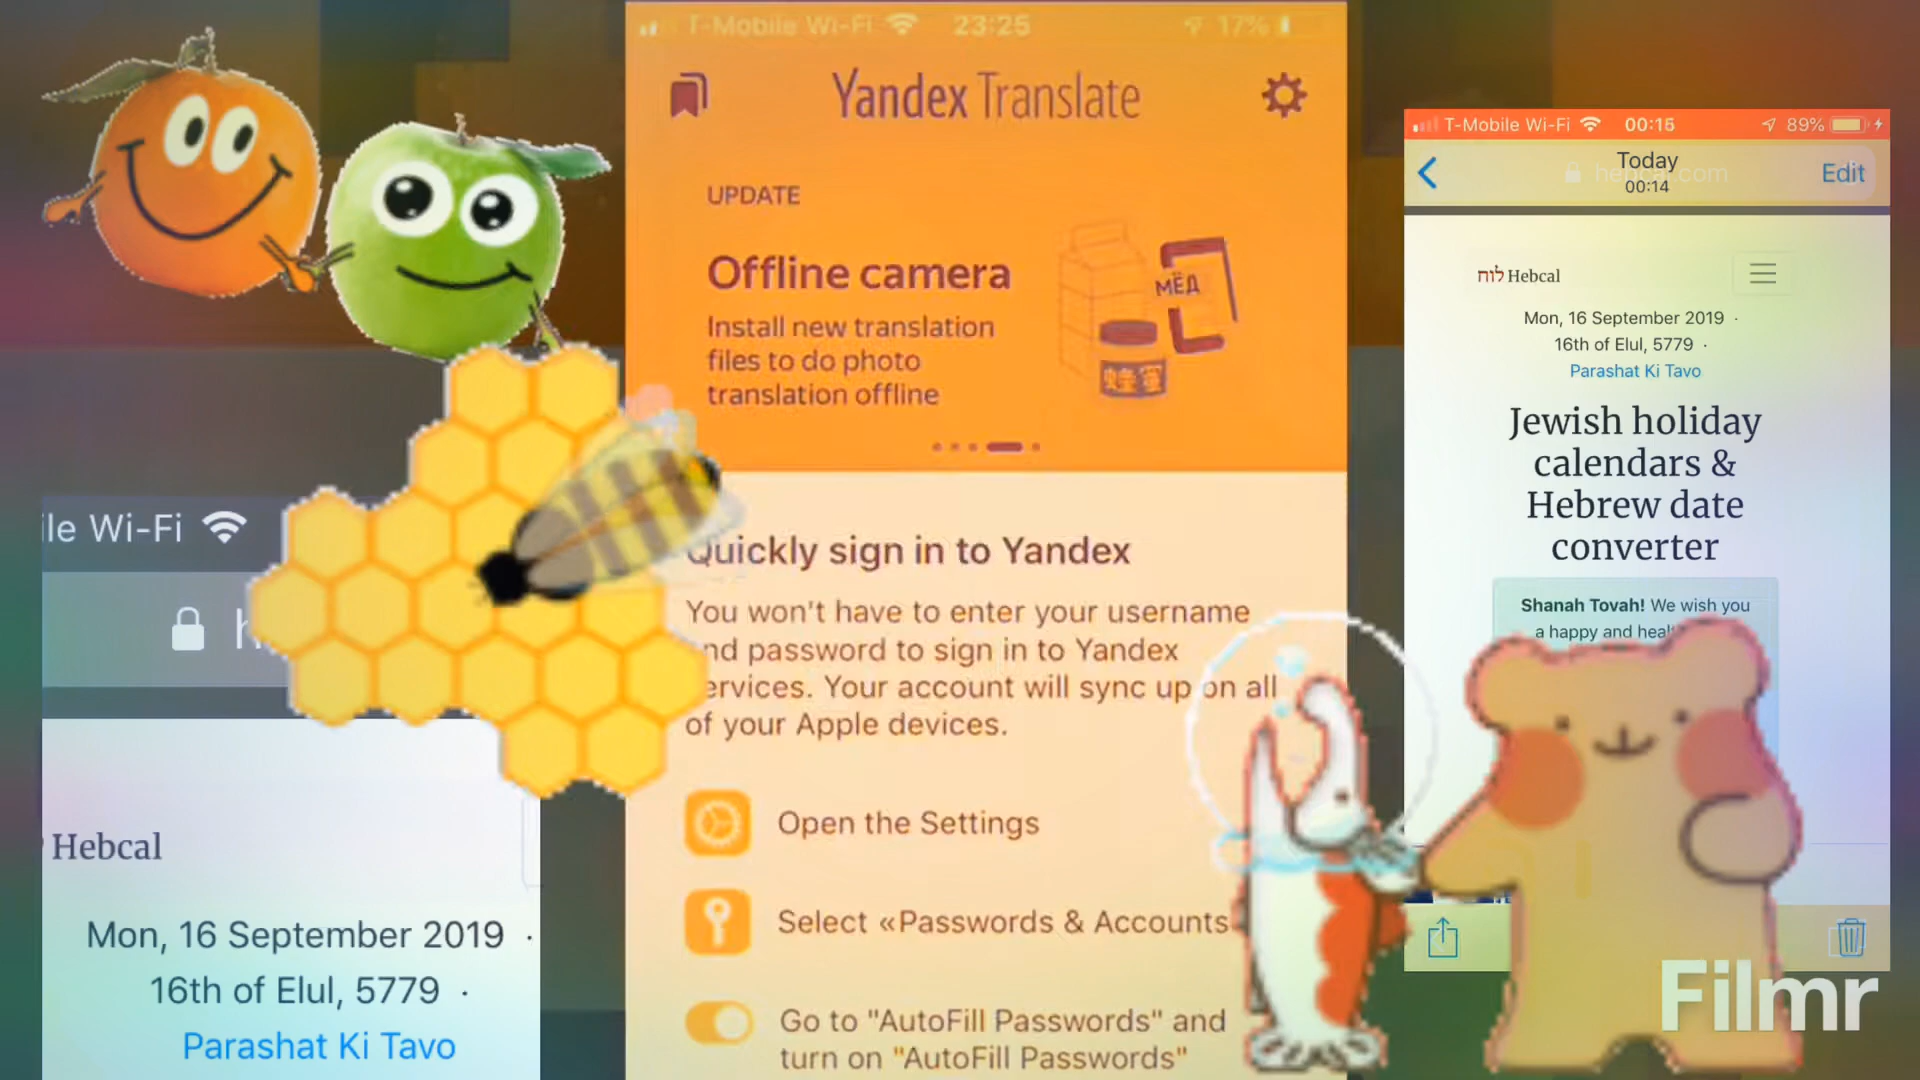 ile Wi-Fi
Hebcal
Mon, 16 September 2019 ·
16th of Elul, 5779 ·
Parashat Ki Tavo
T-Mobile Wi-Fi 23:25 17%
Yandex Translate
UPDATE
Offline camera
Install new translation
files to do photo
translation offline
МЁД
Quickly sign in to Yandex
You won't have to enter your username
and password to sign in to Yandex
services. Your account will sync up on all
of your Apple devices.
Open the Settings
Select «Passwords & Accounts
Go to "AutoFill Passwords" and
turn on "AutoFill Passwords"
T-Mobile Wi-Fi 00:15 89%
Today
hebcal.com
00:14
Edit
לוח Hebcal
Mon, 16 September 2019 ·
16th of Elul, 5779 ·
Parashat Ki Tavo
Jewish holiday
calendars &
Hebrew date
converter
Shanah Tovah! We wish you
a happy and
Filmr